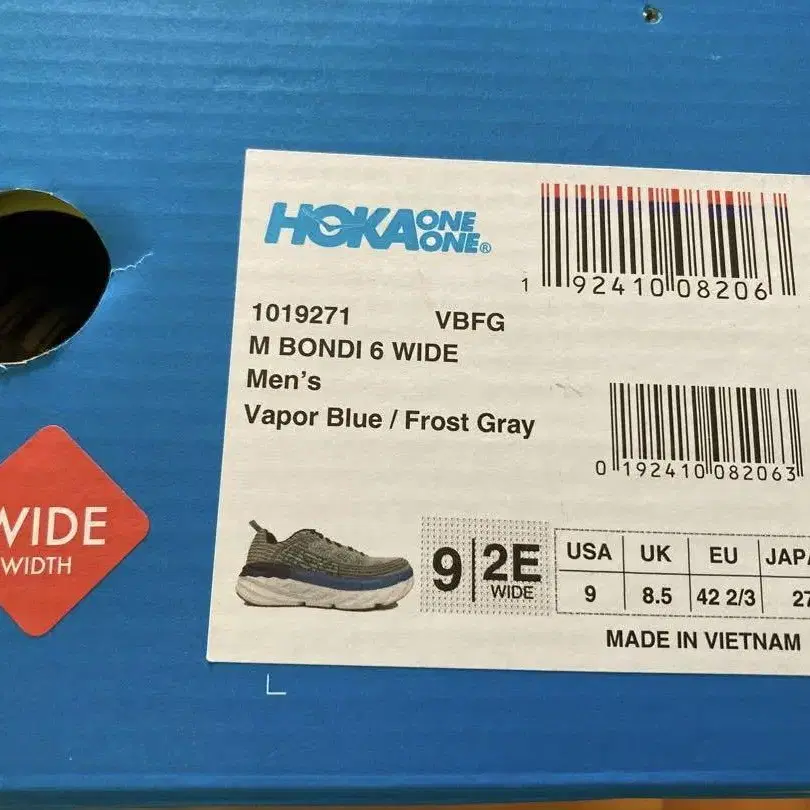 HOKA ONE ONE®
1 92410 08206
1019271 VBFG
M BONDI 6 WIDE
Men's
Vapor Blue / Frost Gray
0 192410 082063
WIDE
WIDTH
9 2E
WIDE
USA UK EU
9 8.5 42 2/3 27
MADE IN VIETNAM